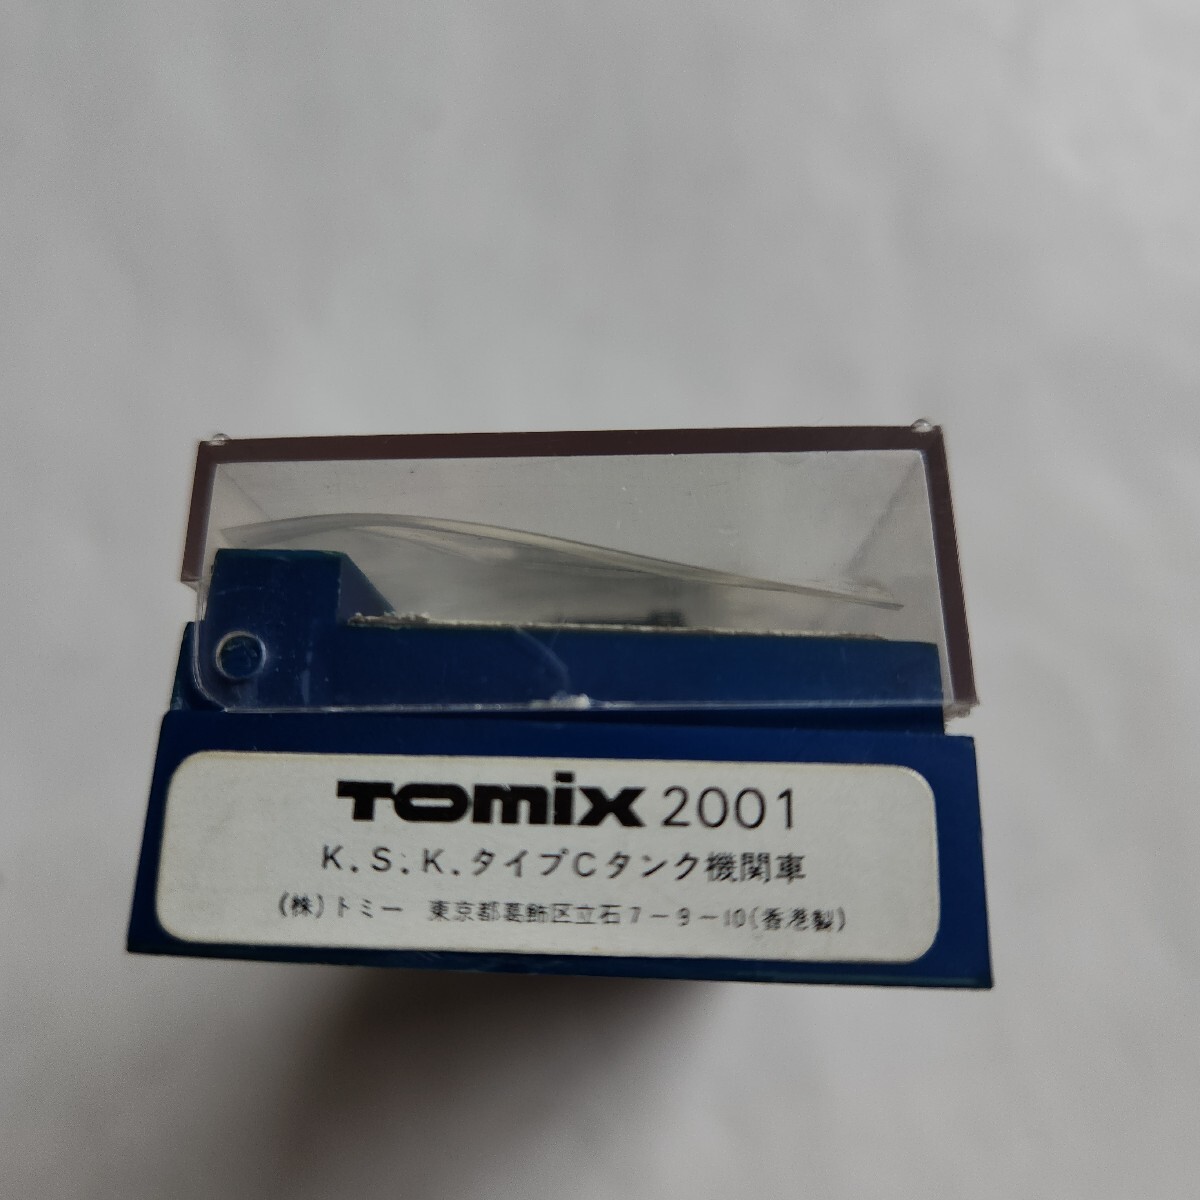 TOMIX 2001
K.S.K.タイプCタンク機関車
(株)トミー 東京都葛飾区立石7-9-10(香港製)